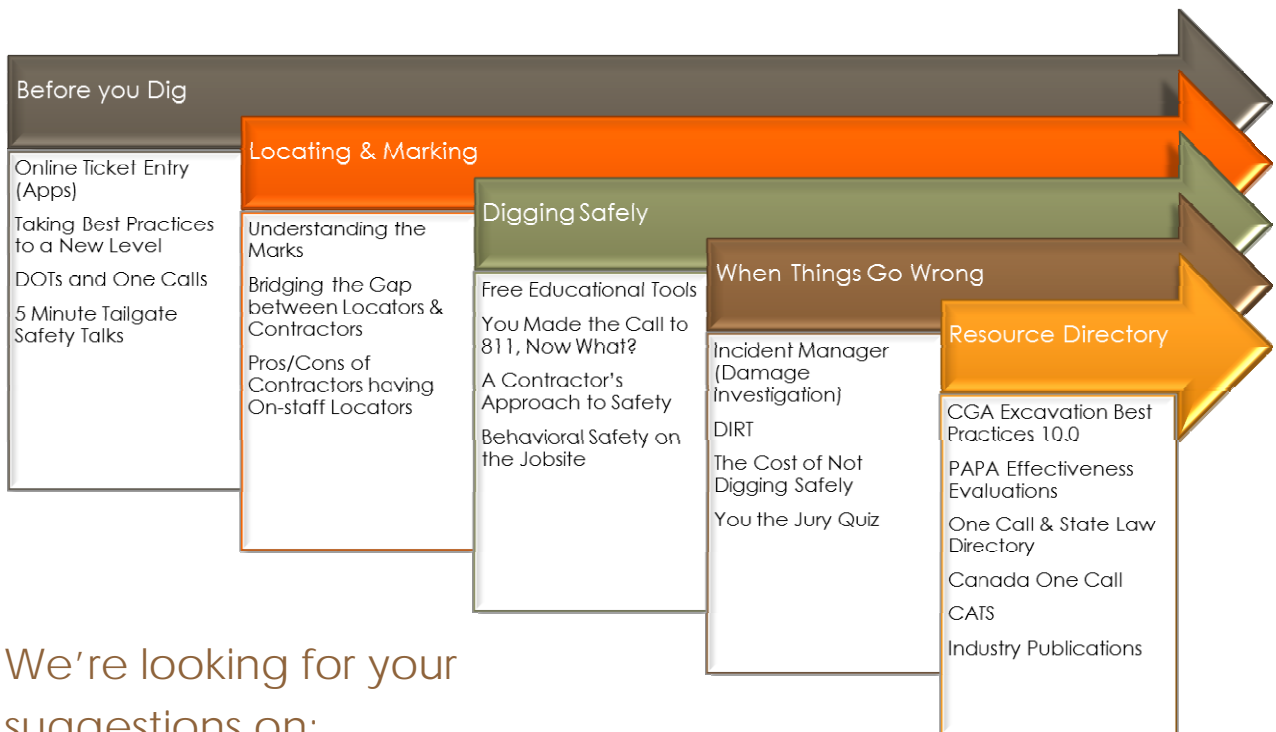 Before you Dig
Online Ticket Entry
(Apps)
Taking Best Practices
to a New Level
DOTs and One Calls
5 Minute Tailgate
Safety Talks
Locating & Marking
Understanding the
Marks
Bridging the Gap
between Locators &
Contractors
Pros/Cons of
Contractors having
On-staff Locators
Digging Safely
Free Educational Tools
You Made the Call to
811, Now What?
A Contractor's
Approach to Safety
Behavioral Safety on
the Jobsite
When Things Go Wrong
Incident Manager
(Damage
Investigation)
DIRT
The Cost of Not
Digging Safely
You the Jury Quiz
Resource Directory
CGA Excavation Best
Practices 10.0
PAPA Effectiveness
Evaluations
One Call & State Law
Directory
Canada One Call
CATS
Industry Publications
We're looking for your
suggestions on: